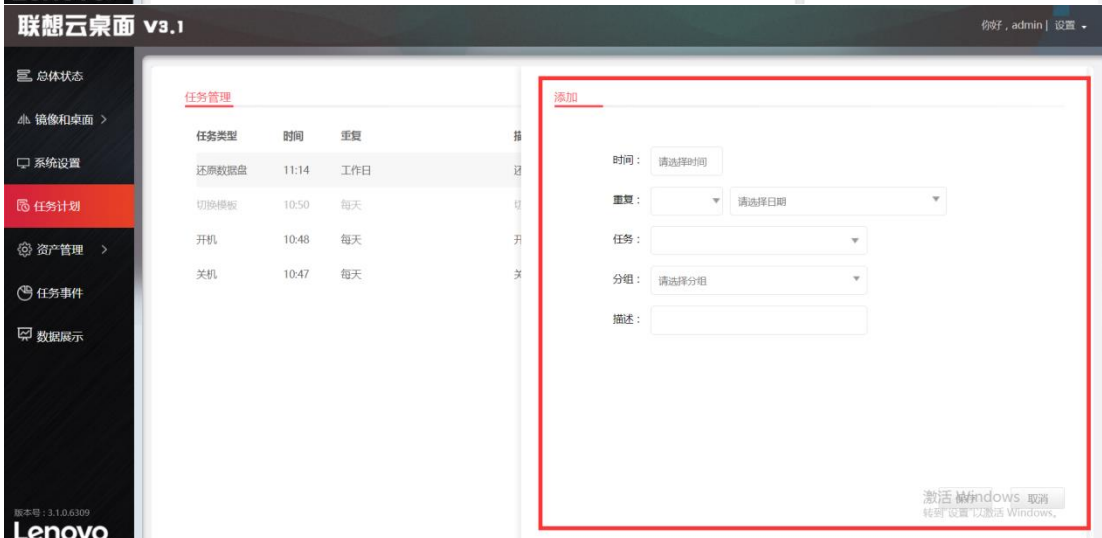 联想云桌面 V3.1
你好，admin | 设置
总体状态
镜像和桌面
系统设置
任务计划
资产管理
任务事件
数据展示
版本号：3.1.0.6309
Lenovo
任务管理
任务类型 时间 重复
还原数据盘 11:14 工作日 还
切换模板 10:50 每天 切
开机 10:48 每天 开
关机 10:47 每天 关
添加
时间： 请选择时间
重复： 请选择日期
任务：
分组： 请选择分组
描述：
取消
激活 Windows
转到"设置"以激活 Windows。